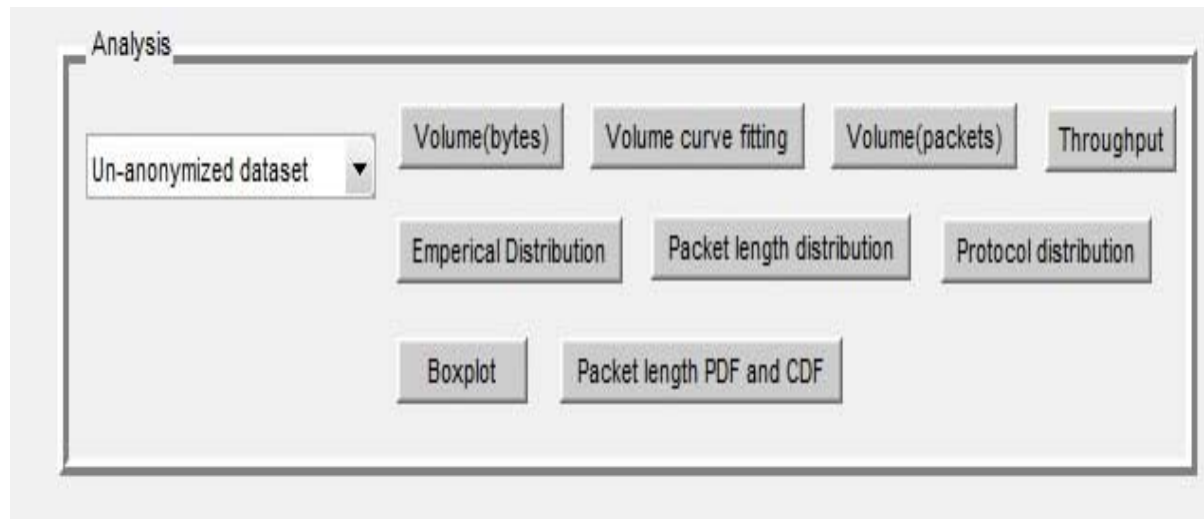 Analysis
Un-anonymized dataset
Volume(bytes)
Volume curve fitting
Volume(packets)
Throughput
Emperical Distribution
Packet length distribution
Protocol distribution
Boxplot
Packet length PDF and CDF